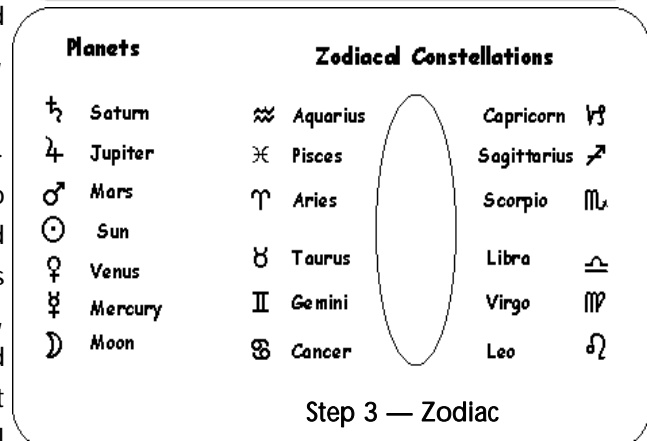 Planets
Zodiacal Constellations
♄ Saturn
♃ Jupiter
♂ Mars
☉ Sun
♀ Venus
☿ Mercury
☽ Moon
♒ Aquarius
♓ Pisces
♈ Aries
♉ Taurus
♊ Gemini
♋ Cancer
Capricorn ♑
Sagittarius ♐
Scorpio ♏
Libra ♎
Virgo ♍
Leo ♌
Step 3 — Zodiac